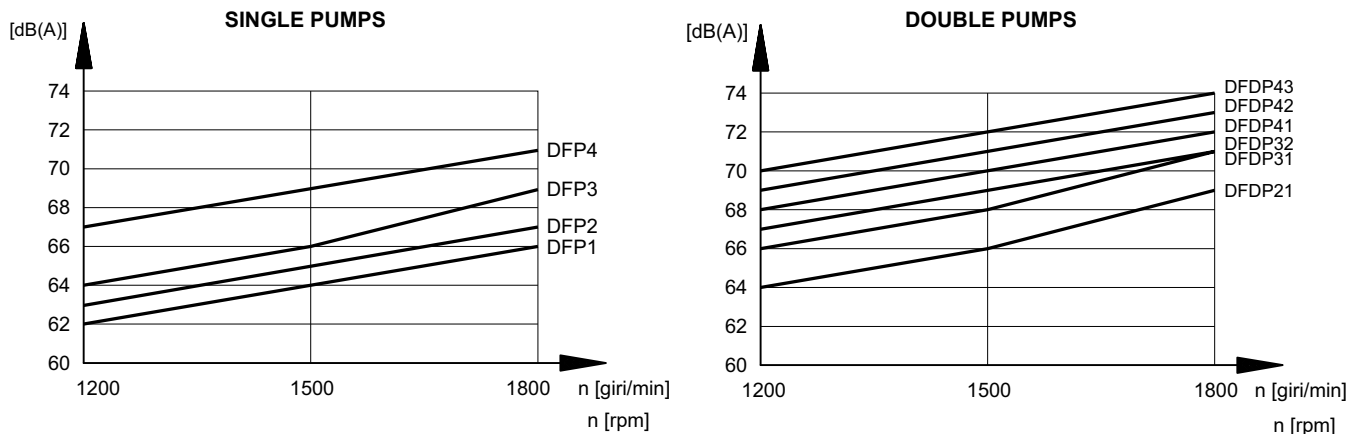 SINGLE PUMPS
[dB(A)]
74
72
70
68
66
64
62
60
DFP4
DFP3
DFP2
DFP1
1200
1500
1800
n [giri/min]
n [rpm]
DOUBLE PUMPS
[dB(A)]
74
72
70
68
66
64
62
60
DFDP43
DFDP42
DFDP41
DFDP32
DFDP31
DFDP21
1200
1500
1800
n [giri/min]
n [rpm]